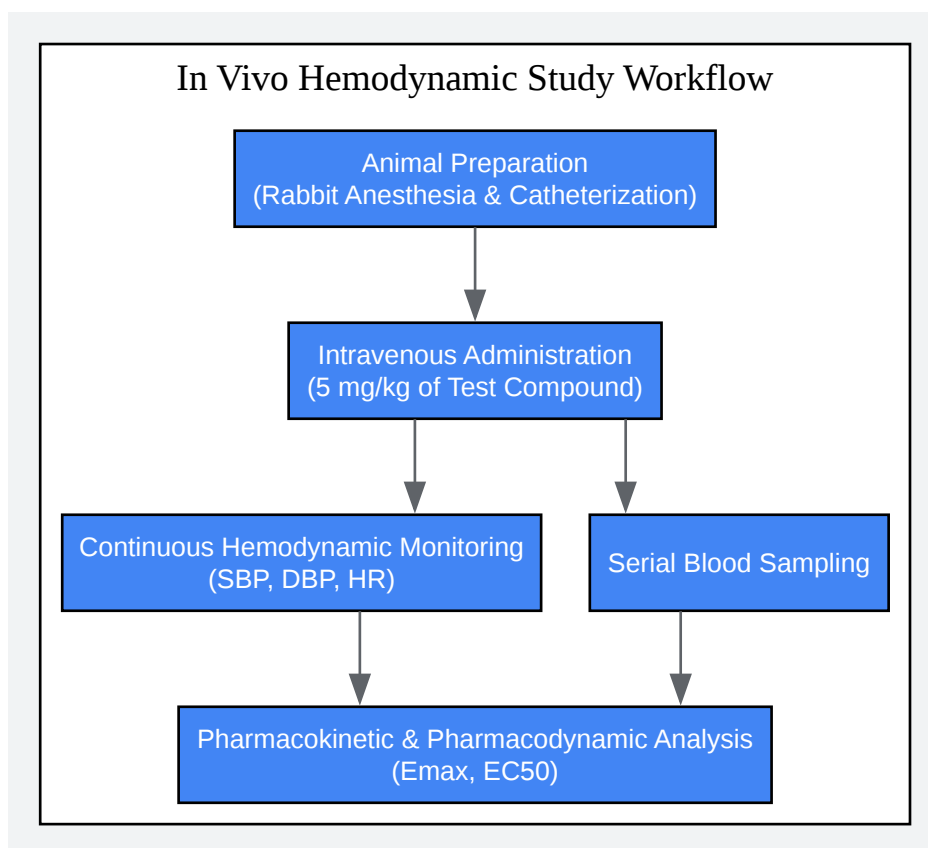 In Vivo Hemodynamic Study Workflow
Animal Preparation
(Rabbit Anesthesia & Catheterization)
Intravenous Administration
(5 mg/kg of Test Compound)
Continuous Hemodynamic Monitoring
(SBP, DBP, HR)
Serial Blood Sampling
Pharmacokinetic & Pharmacodynamic Analysis
(Emax, EC50)